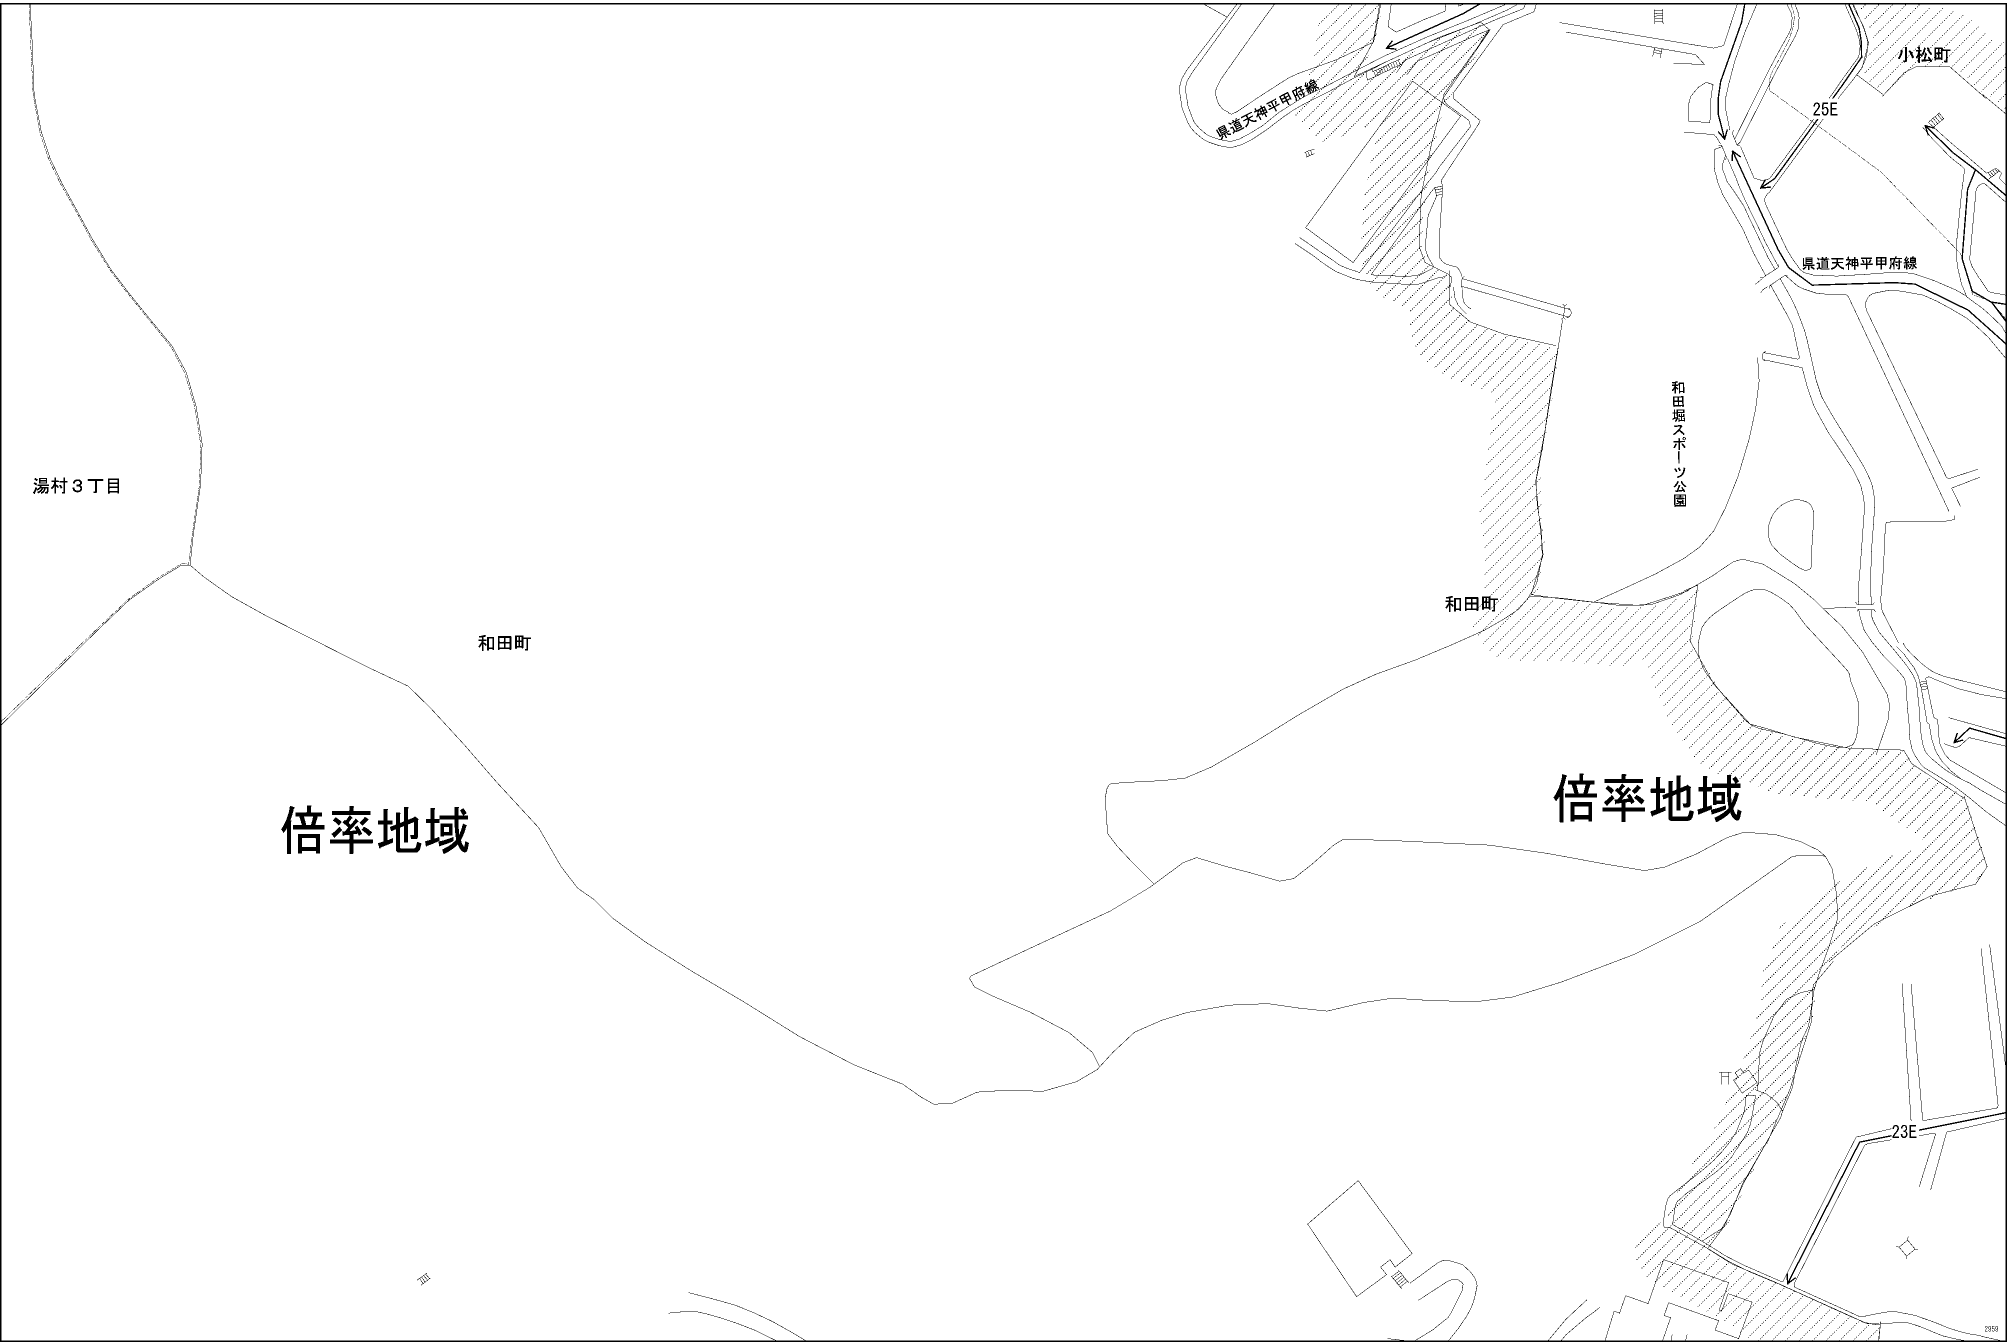 小松町
県道天神平甲府線
25E
県道天神平甲府線
和田堀スポーツ公園
湯村３丁目
和田町
和田町
倍率地域
倍率地域
23E
2959